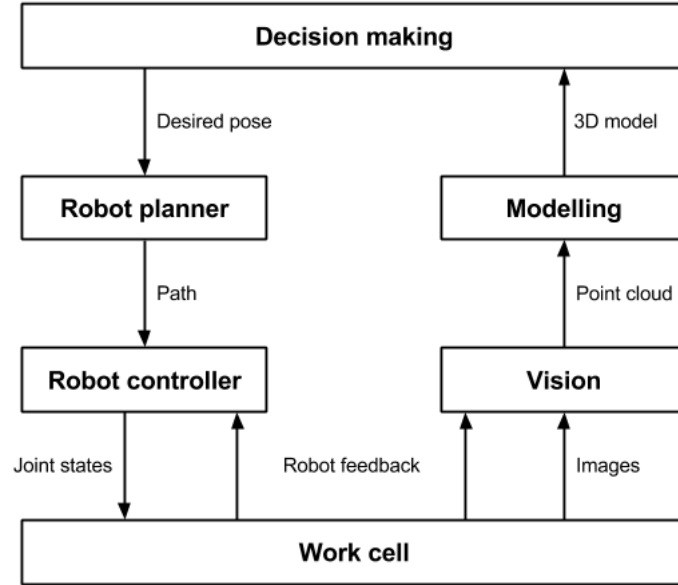 Decision making
Desired pose
3D model
Robot planner
Modelling
Path
Point cloud
Robot controller
Vision
Joint states
Robot feedback
Images
Work cell